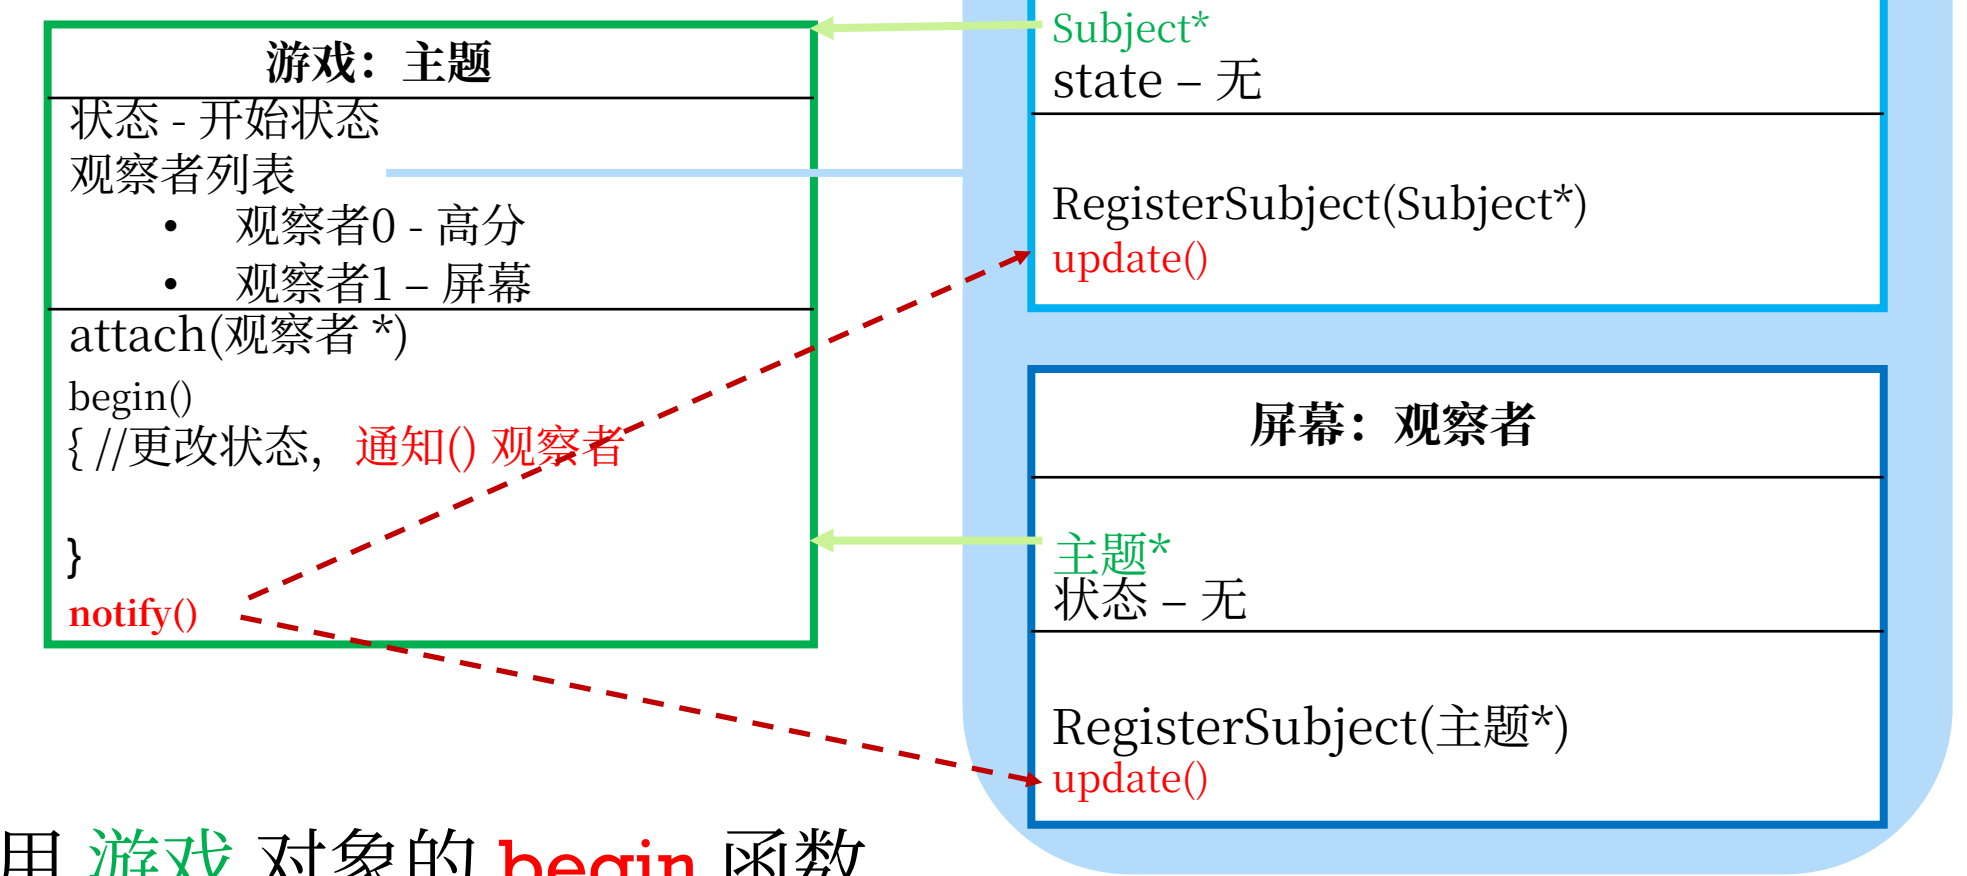 游戏：主题
状态 - 开始状态
观察者列表
• 观察者0 - 高分
• 观察者1 – 屏幕
attach(观察者 *)
begin()
{ //更改状态，通知() 观察者
}
notify()
Subject*
state – 无
RegisterSubject(Subject*)
update()
屏幕：观察者
主题*
状态 – 无
RegisterSubject(主题*)
update()
用 游戏 对象的 begin 函数